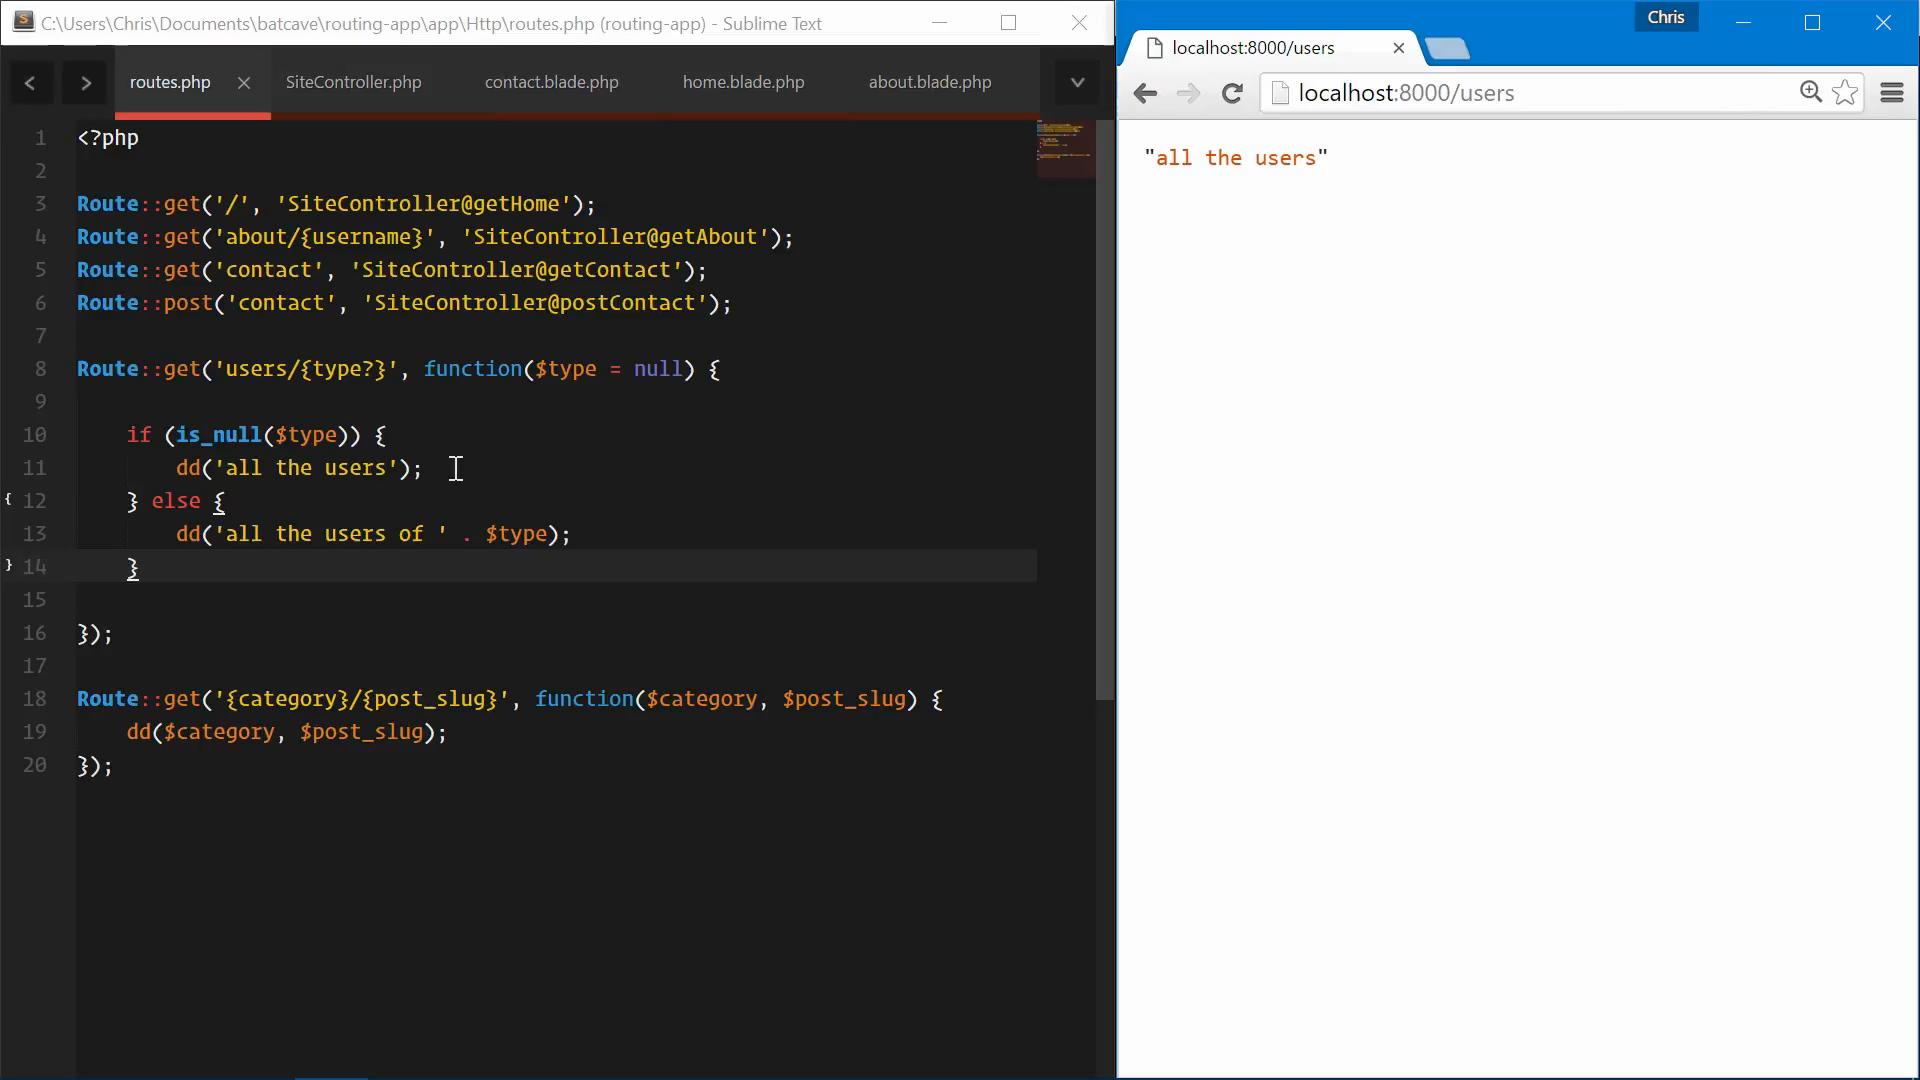 C:\Users\Chris\Documents\batcave\routing-app\app\Http\routes.php (routing-app) - Sublime Text
routes.php
SiteController.php
contact.blade.php
home.blade.php
about.blade.php
1 <?php
2
3 Route::get('/', 'SiteController@getHome');
4 Route::get('about/{username}', 'SiteController@getAbout');
5 Route::get('contact', 'SiteController@getContact');
6 Route::post('contact', 'SiteController@postContact');
7
8 Route::get('users/{type?}', function($type = null) {
9
10 if (is_null($type)) {
11 dd('all the users');
{ 12 } else {
13 dd('all the users of ' . $type);
} 14 }
15
16 });
17
18 Route::get('{category}/{post_slug}', function($category, $post_slug) {
19 dd($category, $post_slug);
20 });
Chris
localhost:8000/users
localhost:8000/users
"all the users"